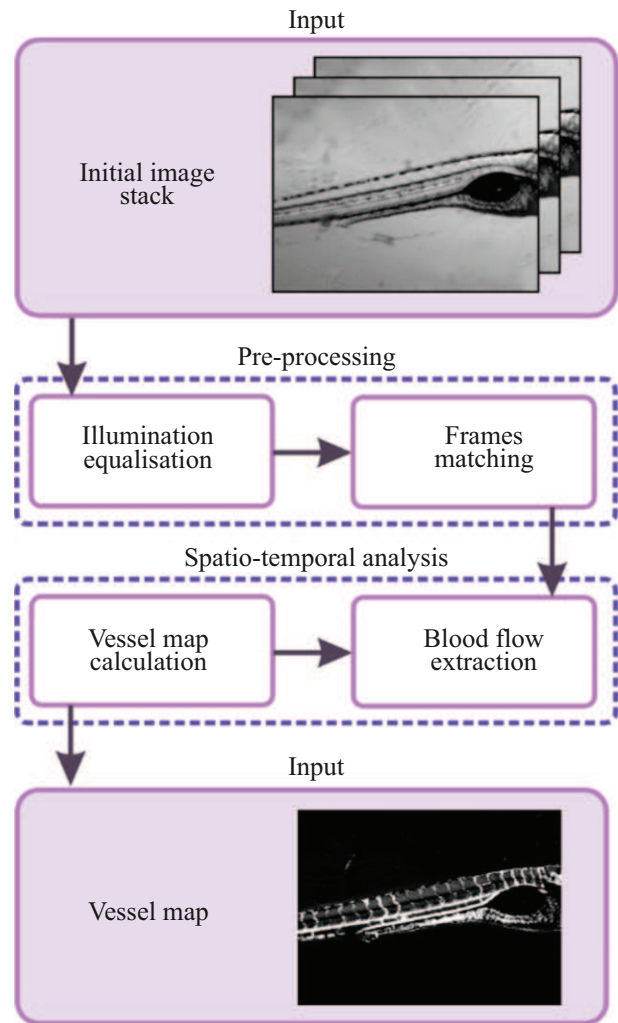 Input
Initial image
stack
Pre-processing
Illumination
equalisation
Frames
matching
Spatio-temporal analysis
Vessel map
calculation
Blood flow
extraction
Input
Vessel map